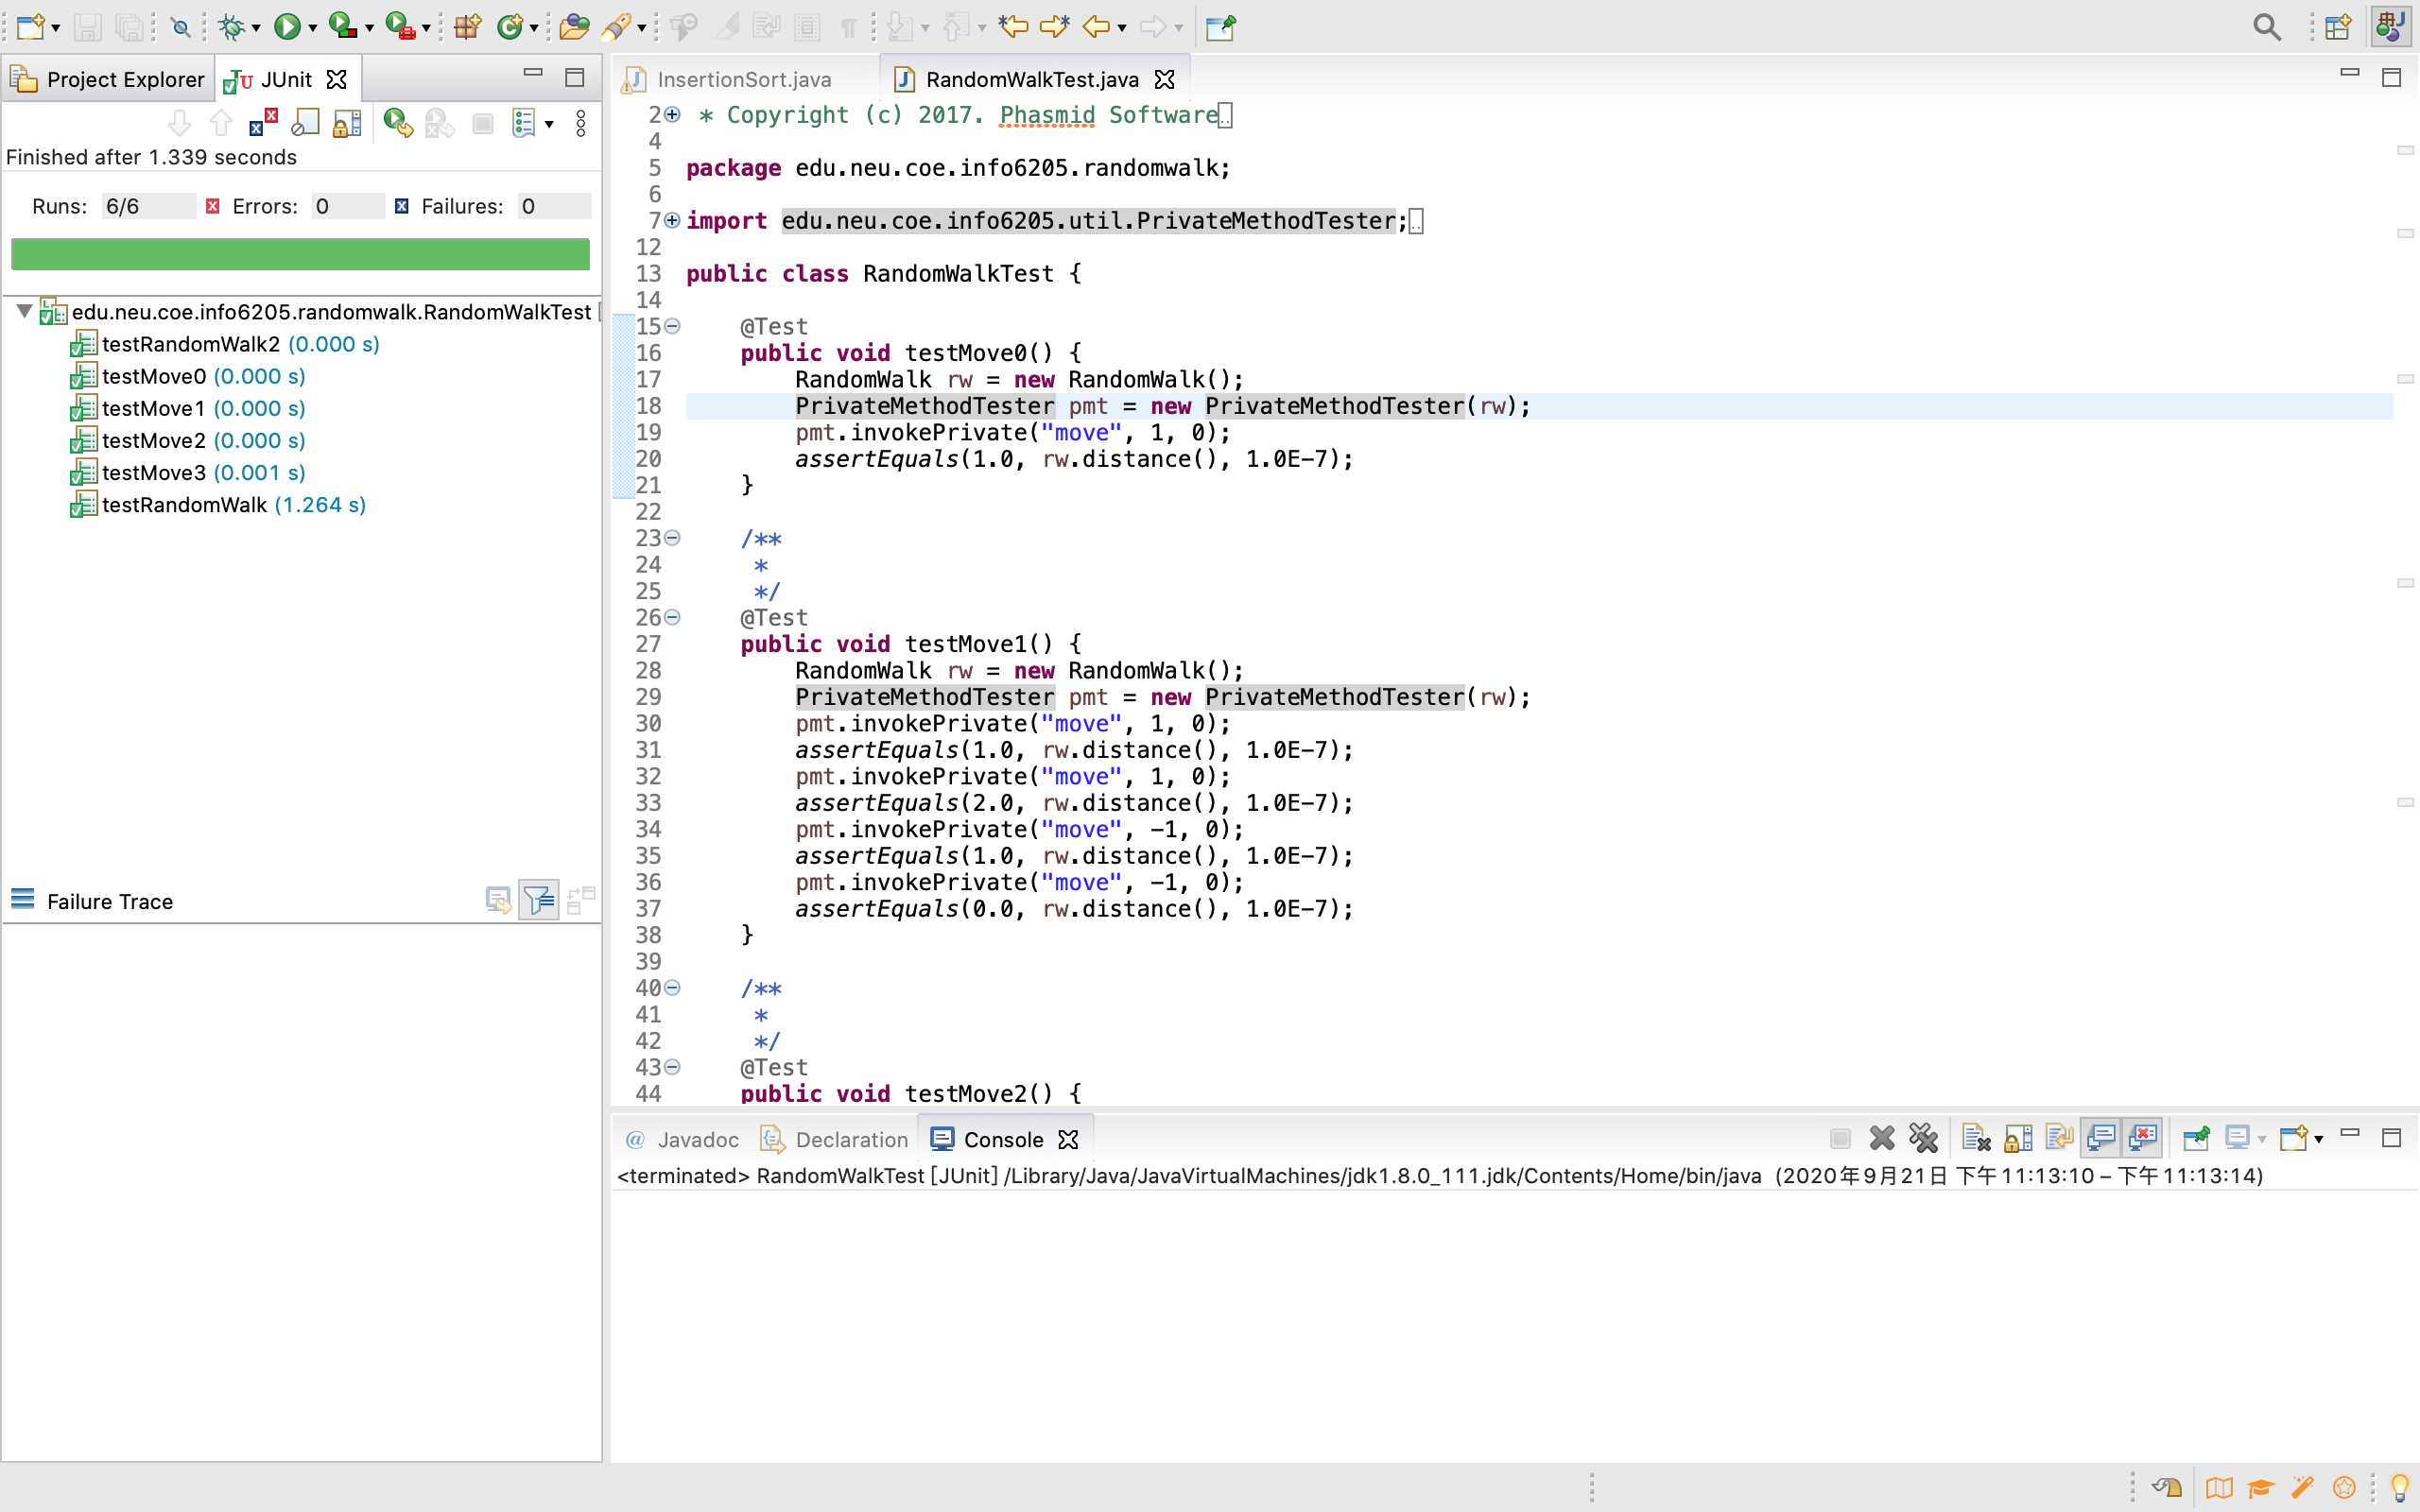 Project Explorer
JUnit
Finished after 1.339 seconds
Runs: 6/6 Errors: 0 Failures: 0
edu.neu.coe.info6205.randomwalk.RandomWalkTest [
testRandomWalk2 (0.000 s)
testMove0 (0.000 s)
testMove1 (0.000 s)
testMove2 (0.000 s)
testMove3 (0.001 s)
testRandomWalk (1.264 s)
Failure Trace
InsertionSort.java
RandomWalkTest.java
2 * Copyright (c) 2017. Phasmid Software
4
5 package edu.neu.coe.info6205.randomwalk;
6
7 import edu.neu.coe.info6205.util.PrivateMethodTester;
12
13 public class RandomWalkTest {
14
15 @Test
16 public void testMove0() {
17 RandomWalk rw = new RandomWalk();
18 PrivateMethodTester pmt = new PrivateMethodTester(rw);
19 pmt.invokePrivate("move", 1, 0);
20 assertEquals(1.0, rw.distance(), 1.0E-7);
21 }
22
23 /**
24 *
25 */
26 @Test
27 public void testMove1() {
28 RandomWalk rw = new RandomWalk();
29 PrivateMethodTester pmt = new PrivateMethodTester(rw);
30 pmt.invokePrivate("move", 1, 0);
31 assertEquals(1.0, rw.distance(), 1.0E-7);
32 pmt.invokePrivate("move", 1, 0);
33 assertEquals(2.0, rw.distance(), 1.0E-7);
34 pmt.invokePrivate("move", -1, 0);
35 assertEquals(1.0, rw.distance(), 1.0E-7);
36 pmt.invokePrivate("move", -1, 0);
37 assertEquals(0.0, rw.distance(), 1.0E-7);
38 }
39
40 /**
41 *
42 */
43 @Test
44 public void testMove2() {
@ Javadoc
Declaration
Console
<terminated> RandomWalkTest [JUnit] /Library/Java/JavaVirtualMachines/jdk1.8.0_111.jdk/Contents/Home/bin/java (2020年9月21日 下午11:13:10 – 下午11:13:14)